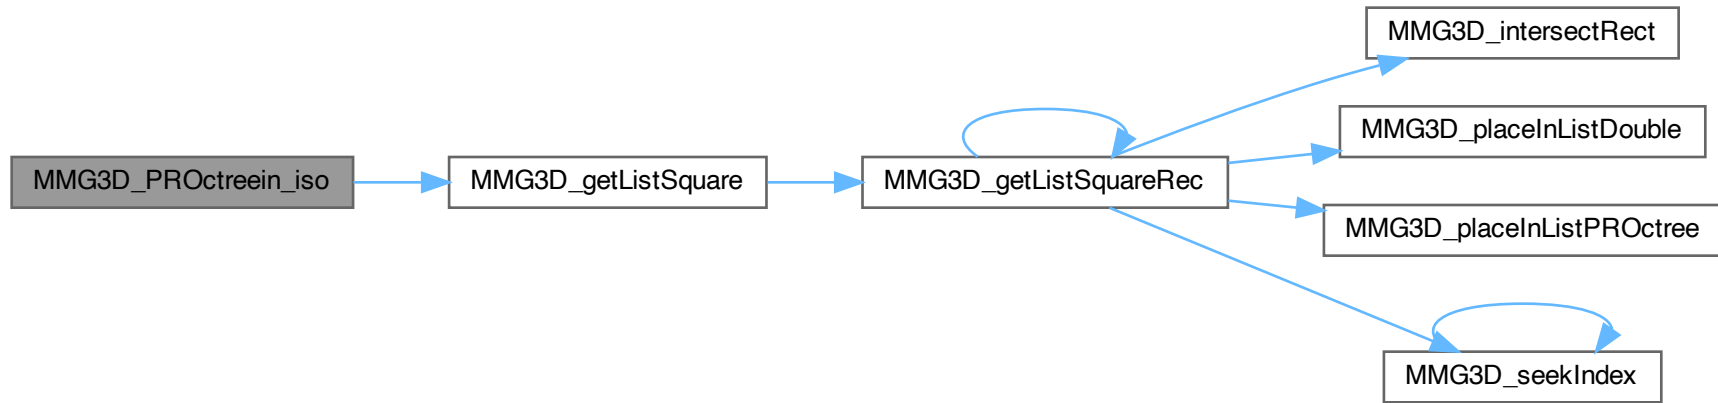 MMG3D_PROctreein_iso
MMG3D_getListSquare
MMG3D_getListSquareRec
MMG3D_intersectRect
MMG3D_placeInListDouble
MMG3D_placeInListPROctree
MMG3D_seekIndex